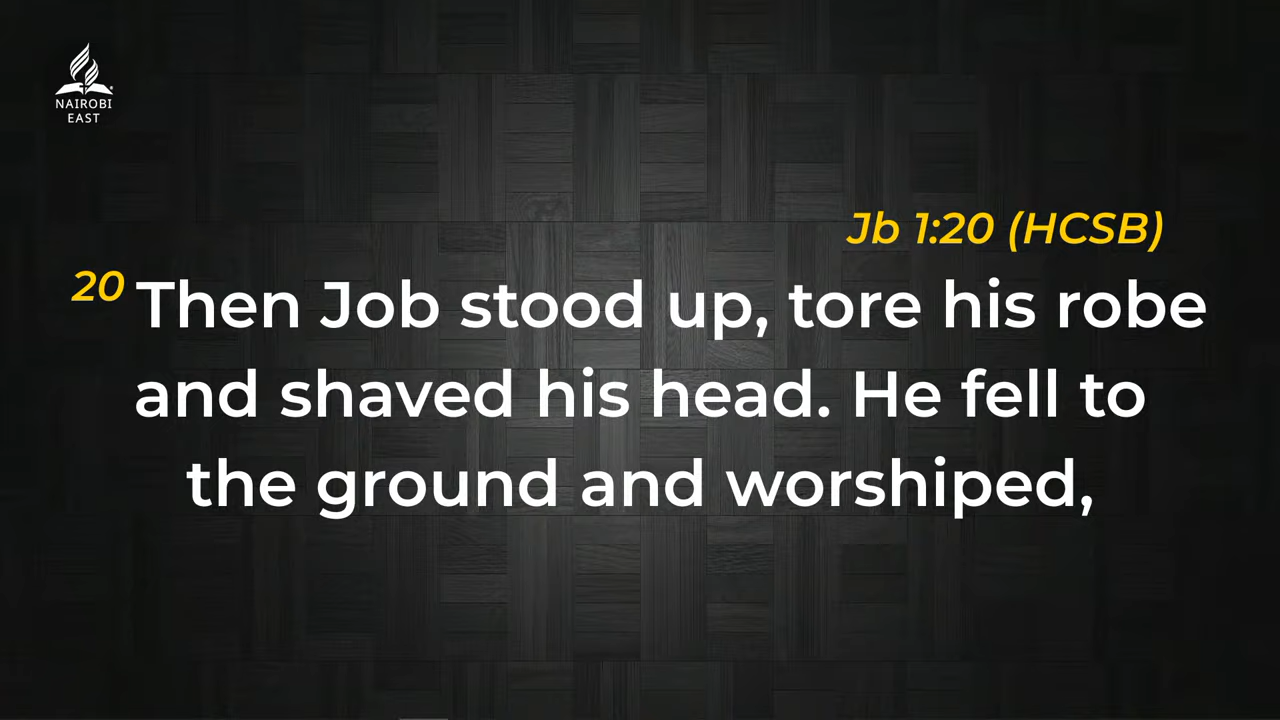 NAIROBI
EAST
Jb 1:20 (HCSB)
20 Then Job stood up, tore his robe
and shaved his head. He fell to
the ground and worshiped,